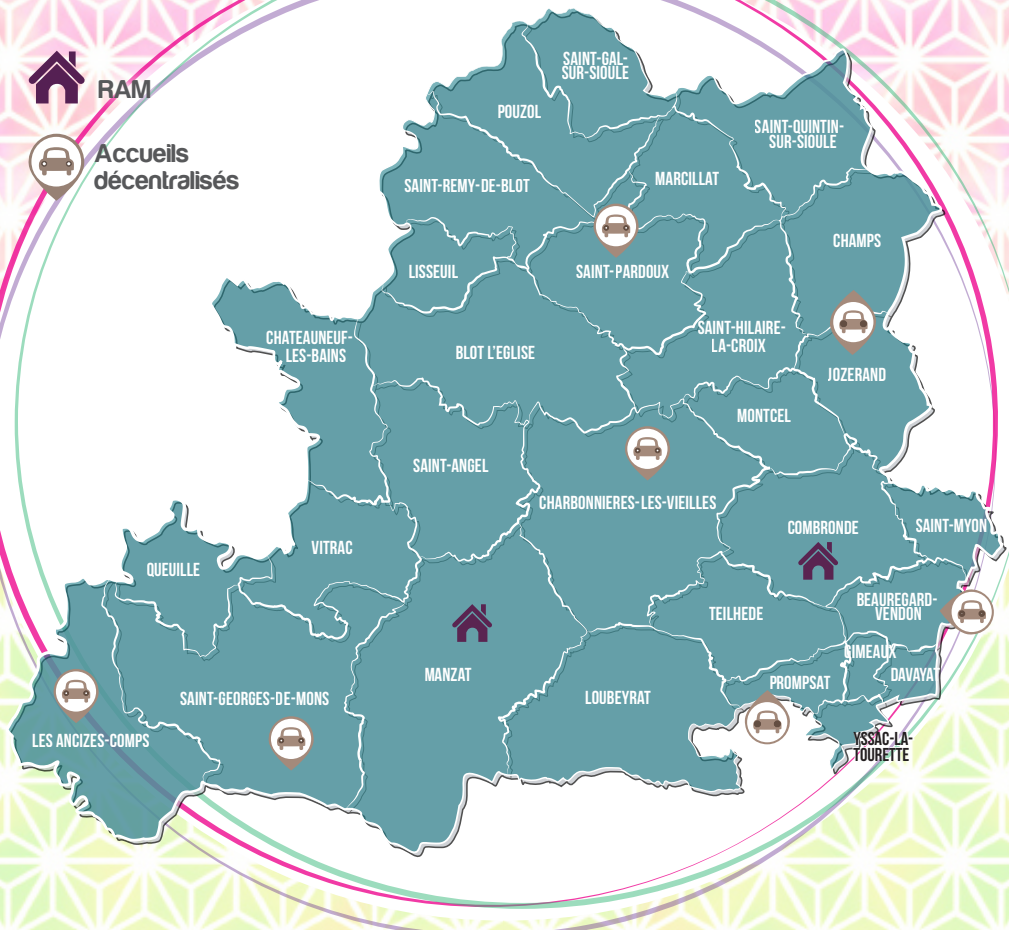 RAM
Accueils
décentralisés
SAINT-GAL-
SUR-SIOULE
POUZOL
SAINT-QUINTIN-
SUR-SIOULE
SAINT-REMY-DE-BLOT
MARCILLAT
CHAMPS
LISSEUIL
SAINT-PARDOUX
CHATEAUNEUF-
LES-BAINS
BLOT L'EGLISE
SAINT-HILAIRE-
LA-CROIX
JOZERAND
MONTCEL
SAINT-ANGEL
CHARBONNIERES-LES-VIEILLES
COMBRONDE
SAINT-MYON
VITRAC
QUEUILLE
BEAUREGARD-
VENDON
TEILHEDE
GIMEAUX
MANZAT
DAVAYAT
PROMPSAT
SAINT-GEORGES-DE-MONS
LOUBEYRAT
LES ANCIZES-COMPS
YSSAC-LA-
TOURETTE